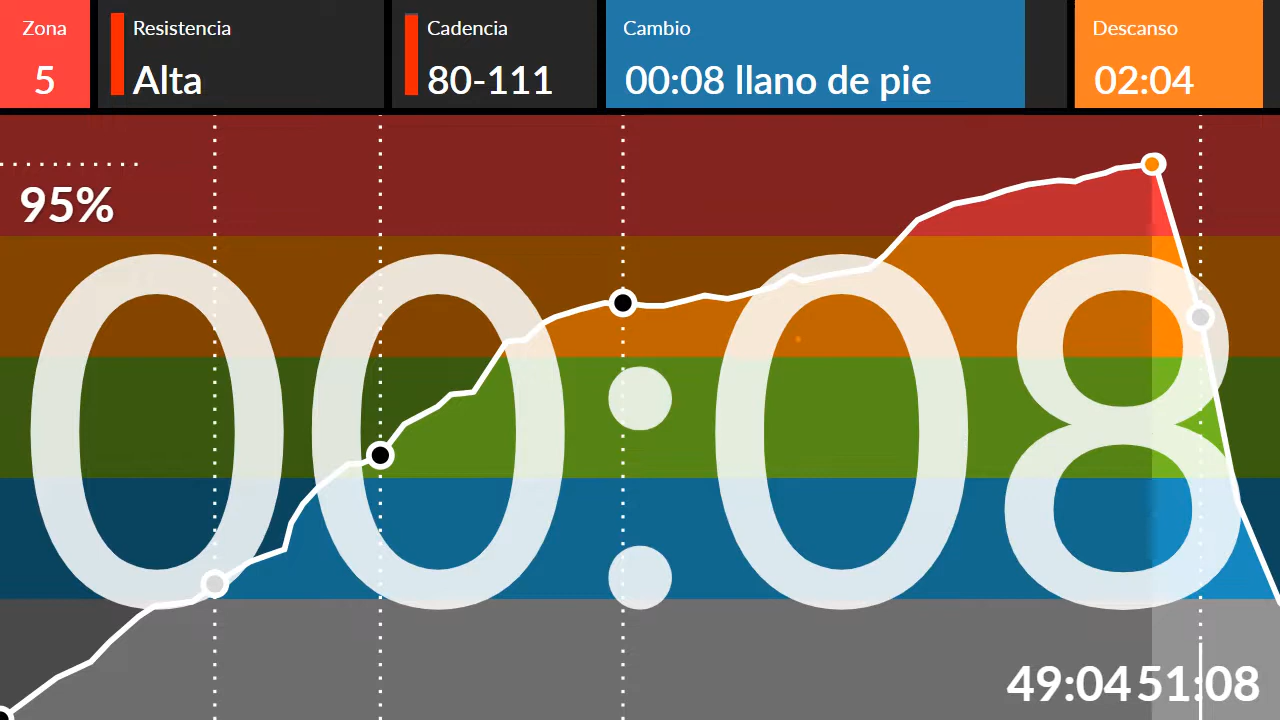 Zona
5
Resistencia
Alta
Cadencia
80-111
Cambio
00:08 llano de pie
Descanso
02:04
95%
00:08
49:04 51:08